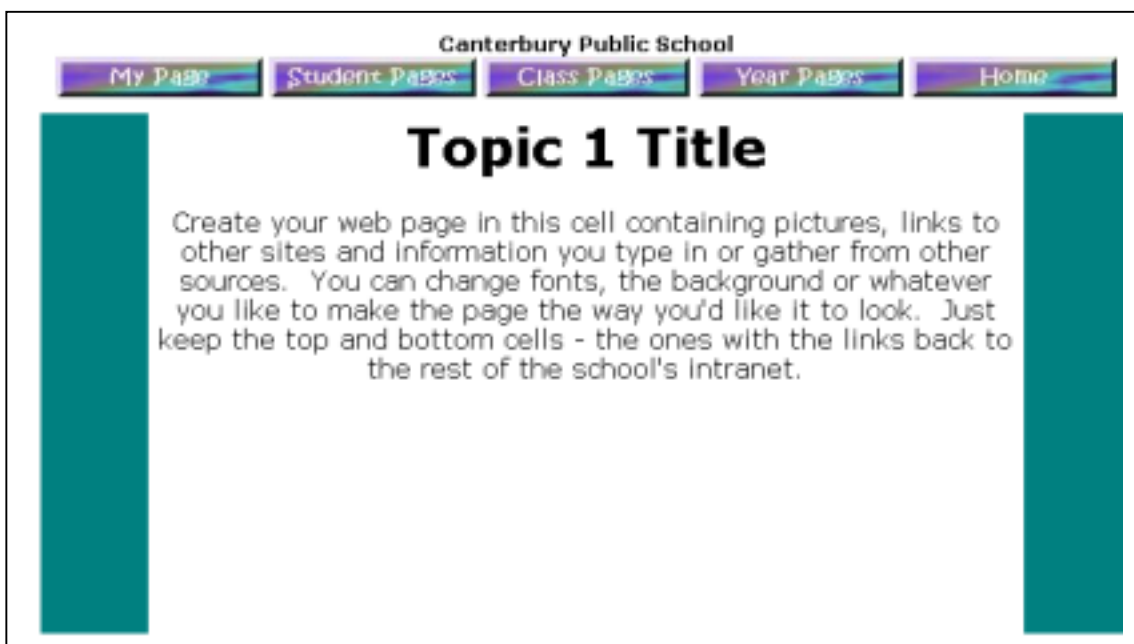 Canterbury Public School
My Page Student Pages Class Pages Year Pages Home
Topic 1 Title
Create your web page in this cell containing pictures, links to
other sites and information you type in or gather from other
sources.  You can change fonts, the background or whatever
you like to make the page the way you'd like it to look.  Just
keep the top and bottom cells - the ones with the links back to
the rest of the school's intranet.